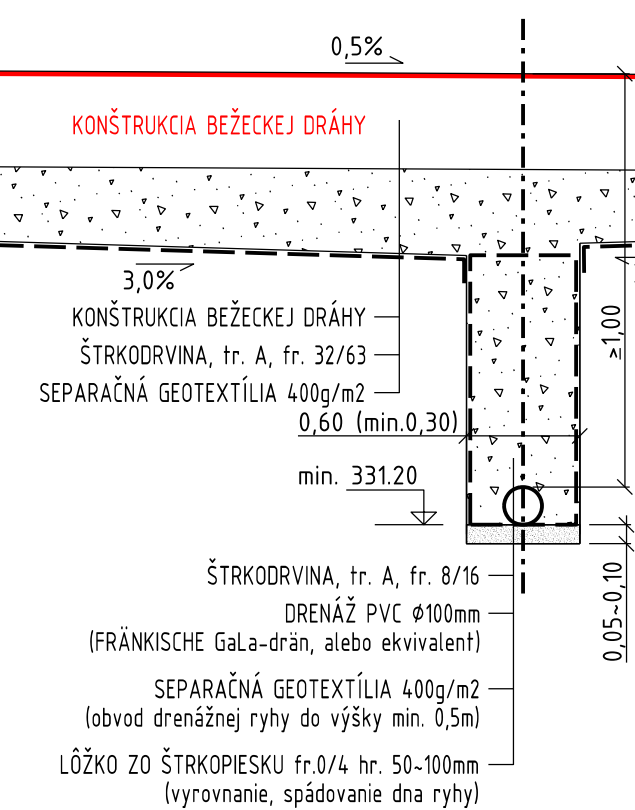 0,5%
KONŠTRUKCIA BEŽECKEJ DRÁHY
3,0%
KONŠTRUKCIA BEŽECKEJ DRÁHY
ŠTRKODRVINA, tr. A, fr. 32/63
SEPARAČNÁ GEOTEXTÍLIA 400g/m2
≥1,00
0,60 (min.0,30)
min. 331.20
0,05~0,10
ŠTRKODRVINA, tr. A, fr. 8/16
DRENÁŽ PVC Ø100mm
(FRÄNKISCHE GaLa-drän, alebo ekvivalent)
SEPARAČNÁ GEOTEXTÍLIA 400g/m2
(obvod drenážnej ryhy do výšky min. 0,5m)
LÔŽKO ZO ŠTRKOPIESKU fr.0/4 hr. 50~100mm
(vyrovnanie, spádovanie dna ryhy)